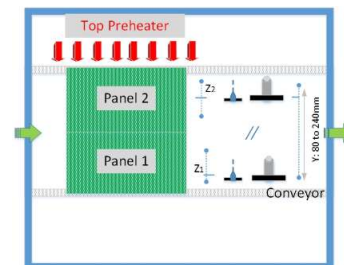 Top Preheater
Panel 2
Z2
Panel 1
Z1
//
Y: 80 to 240mm
Conveyor